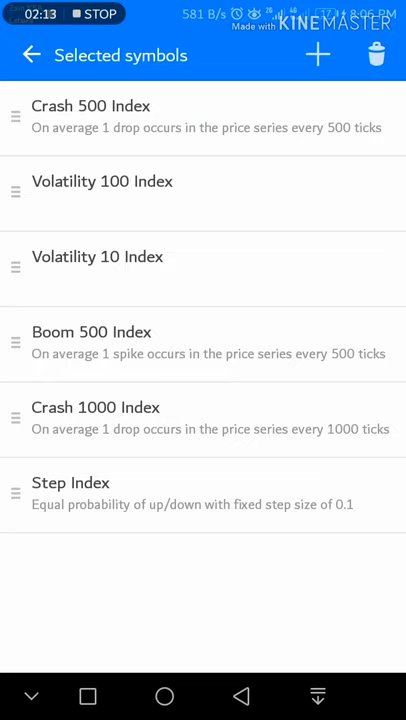 02:13 STOP 581 B/s 8:06 PM
Made with KINEMASTER
Selected symbols
Crash 500 Index
On average 1 drop occurs in the price series every 500 ticks
Volatility 100 Index
Volatility 10 Index
Boom 500 Index
On average 1 spike occurs in the price series every 500 ticks
Crash 1000 Index
On average 1 drop occurs in the price series every 1000 ticks
Step Index
Equal probability of up/down with fixed step size of 0.1